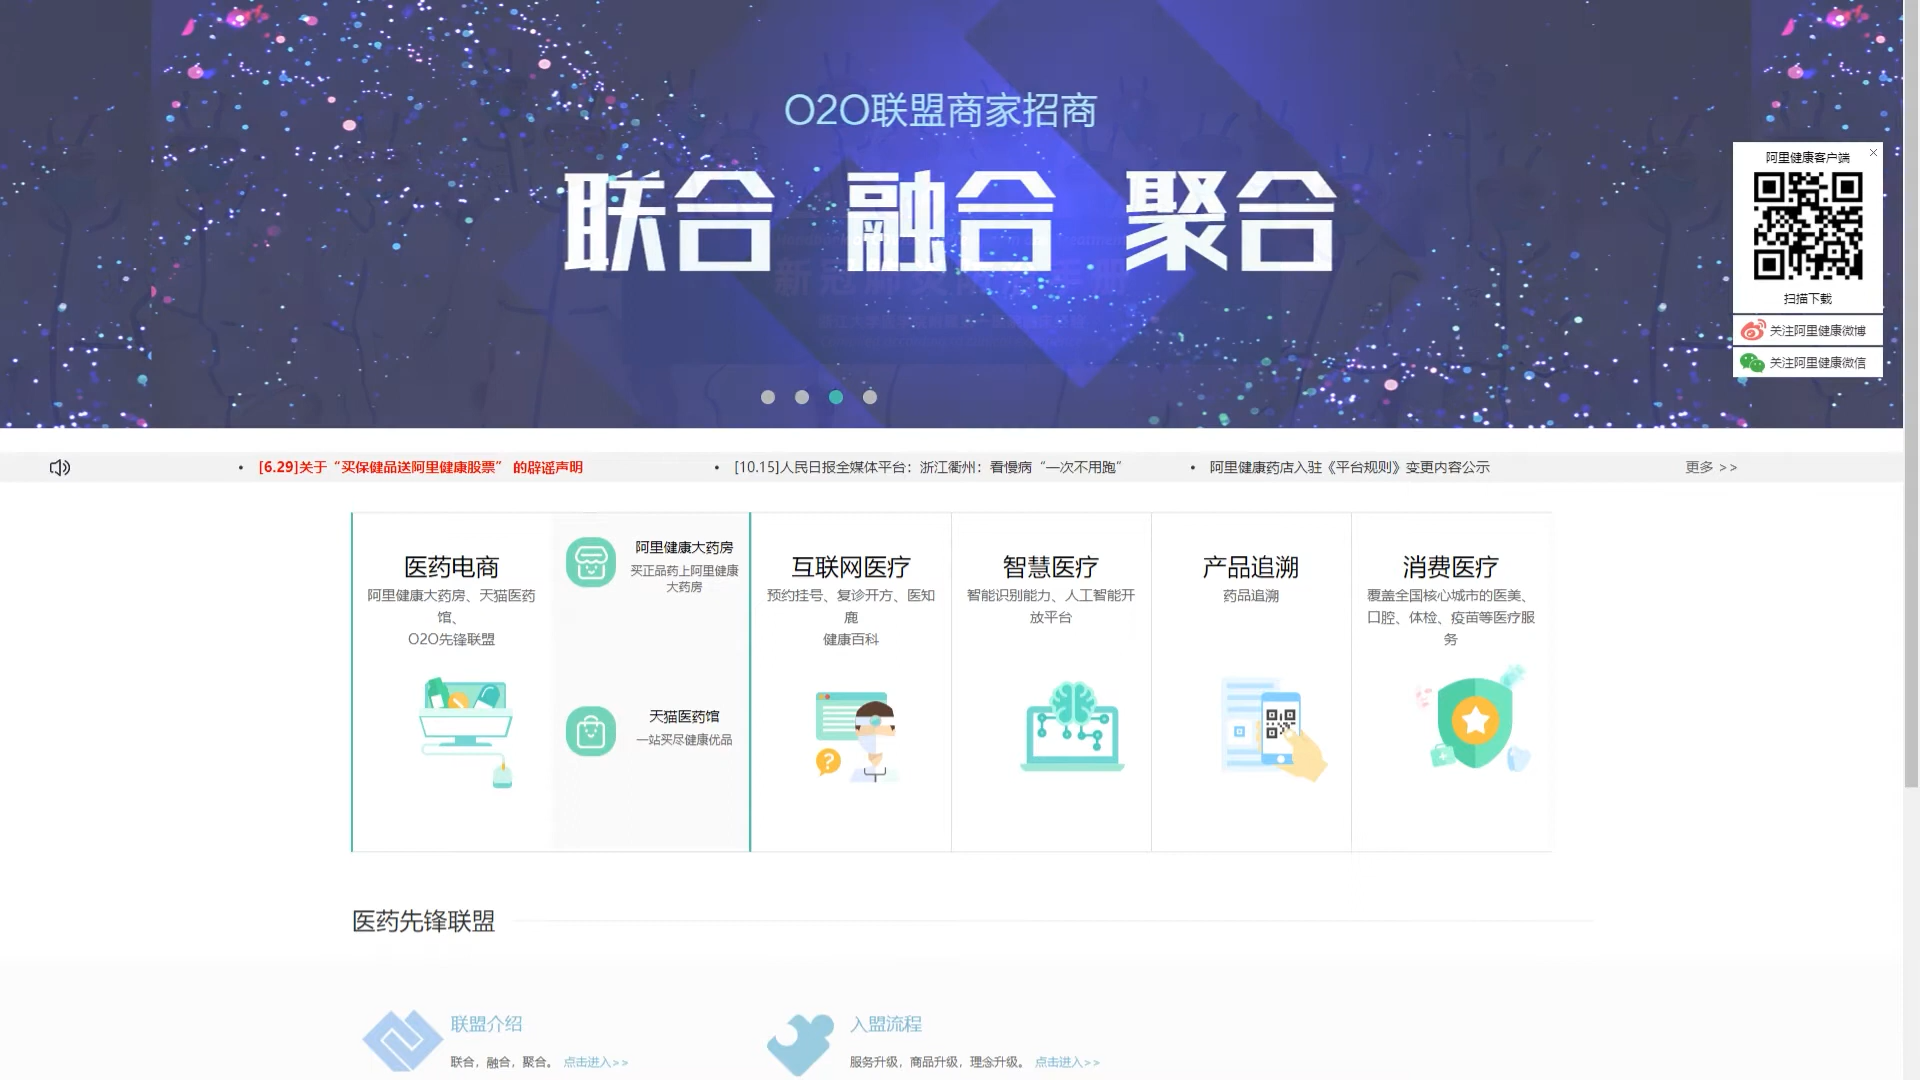 O2O联盟商家招商
联合 融合 聚合
阿里健康客户端
扫描下载
关注阿里健康微博
关注阿里健康微信
[6.29]关于“买保健品送阿里健康股票” 的辟谣声明
[10.15]人民日报全媒体平台：浙江衢州：看慢病“一次不用跑”
阿里健康药店入驻《平台规则》变更内容公示
更多 >>
医药电商
阿里健康大药房、天猫医药
馆、
O2O先锋联盟
阿里健康大药房
买正品药上阿里健康
大药房
天猫医药馆
一站买尽健康优品
互联网医疗
预约挂号、复诊开方、医知
鹿
健康百科
智慧医疗
智能识别能力、人工智能开
放平台
产品追溯
药品追溯
消费医疗
覆盖全国核心城市的医美、
口腔、体检、疫苗等医疗服
务
医药先锋联盟
联盟介绍
联合，融合，聚合。 点击进入>>
入盟流程
服务升级，商品升级，理念升级。 点击进入>>